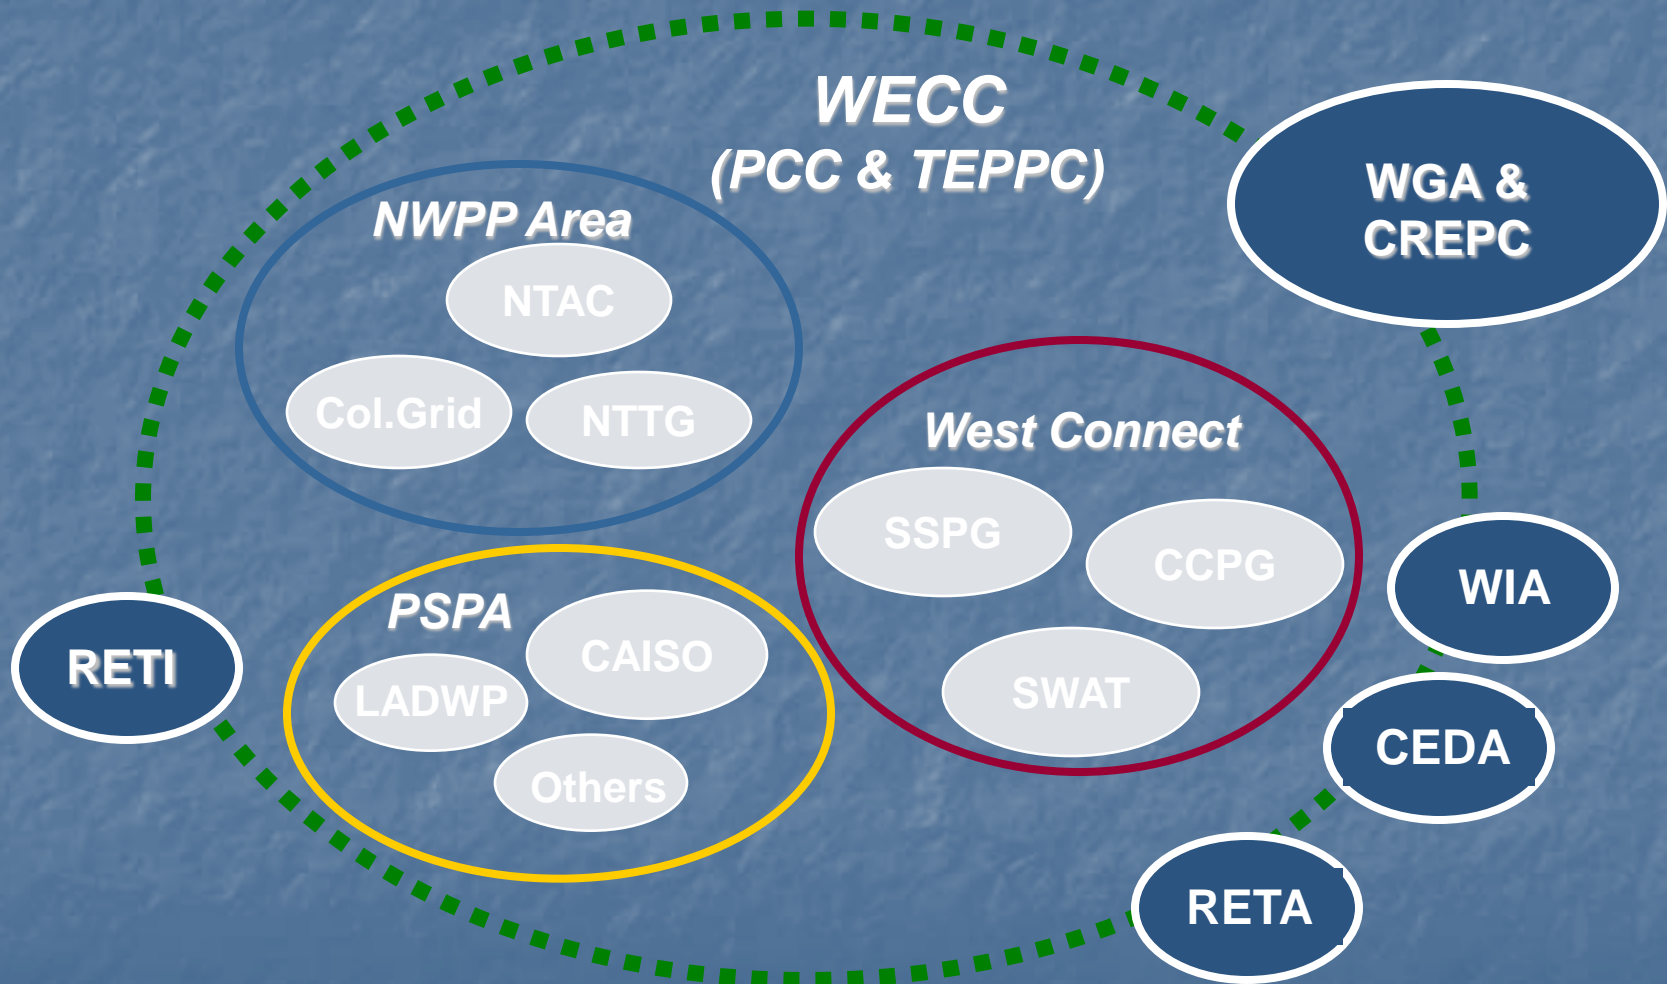 WECC
(PCC & TEPPC)
WGA &
CREPC
NWPP Area
NTAC
Col.Grid
NTTG
West Connect
SSPG
CCPG
SWAT
WIA
PSPA
CAISO
LADWP
Others
RETI
CEDA
RETA